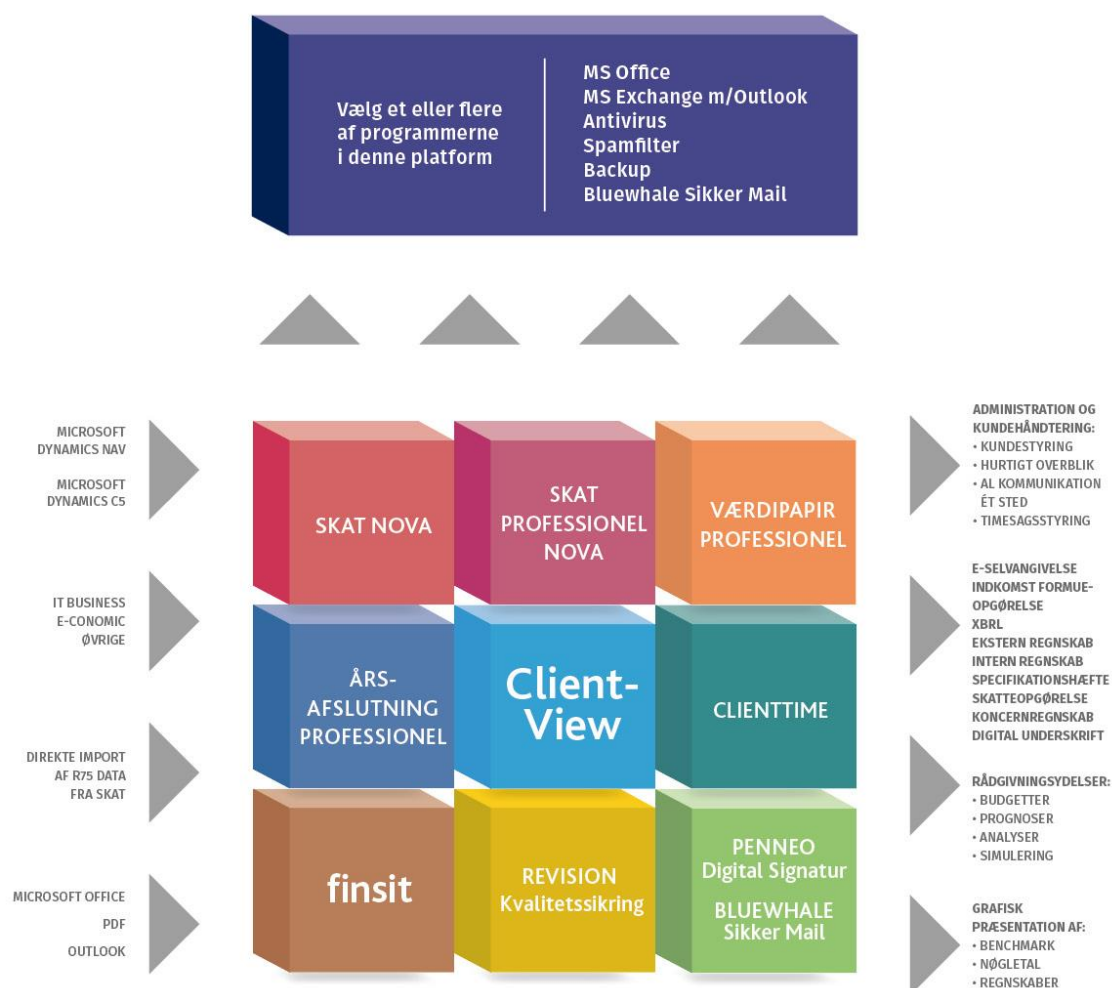 Vælg et eller flere
af programmerne
i denne platform
MS Office
MS Exchange m/Outlook
Antivirus
Spamfilter
Backup
Bluewhale Sikker Mail
MICROSOFT
DYNAMICS NAV
MICROSOFT
DYNAMICS C5
IT BUSINESS
E-CONOMIC
ØVRIGE
DIREKTE IMPORT
AF R75 DATA
FRA SKAT
MICROSOFT OFFICE
PDF
OUTLOOK
SKAT NOVA
SKAT
PROFESSIONEL
NOVA
VÆRDIPAPIR
PROFESSIONEL
ÅRS-
AFSLUTNING
PROFESSIONEL
Client-
View
CLIENTTIME
finsit
REVISION
Kvalitetssikring
PENNEO
Digital Signatur
BLUEWHALE
Sikker Mail
ADMINISTRATION OG
KUNDEHÅNDTERING:
• KUNDESTYRING
• HURTIGT OVERBLIK
• AL KOMMUNIKATION
ÉT STED
• TIMESAGSSTYRING
E-SELVANGIVELSE
INDKOMST FORMUE-
OPGØRELSE
XBRL
EKSTERN REGNSKAB
INTERN REGNSKAB
SPECIFIKATIONSHÆFTE
SKATTEOPGØRELSE
KONCERNREGNSKAB
DIGITAL UNDERSKRIFT
RÅDGIVNINGSYDELSER:
• BUDGETTER
• PROGNOSER
• ANALYSER
• SIMULERING
GRAFISK
PRÆSENTATION AF:
• BENCHMARK
• NØGLETAL
• REGNSKABER